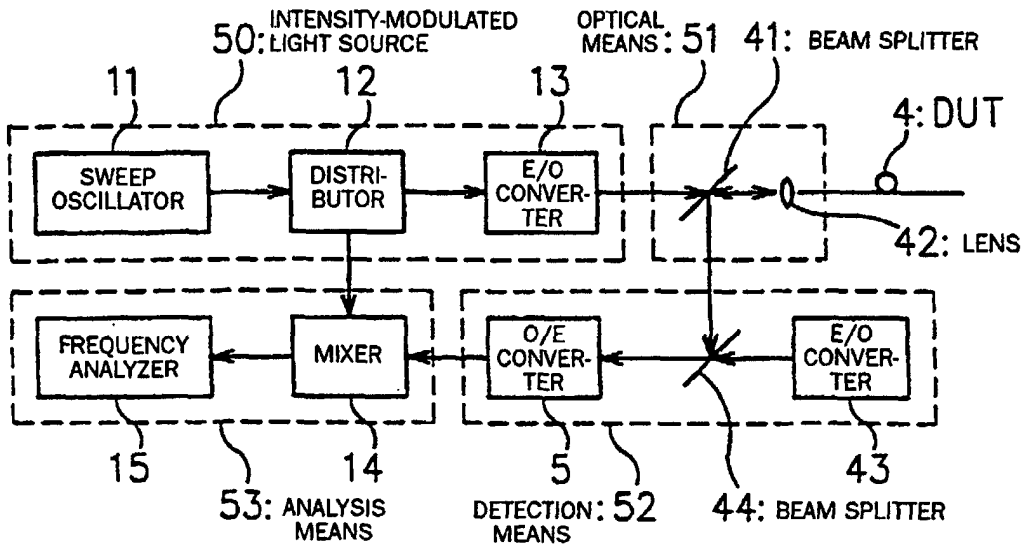 50: INTENSITY-MODULATED
LIGHT SOURCE
OPTICAL
MEANS: 51
41: BEAM SPLITTER
11
12
13
4: DUT
SWEEP
OSCILLATOR
DISTRI-
BUTOR
E/O
CONVER-
TER
42: LENS
FREQUENCY
ANALYZER
MIXER
O/E
CONVER-
TER
E/O
CONVER-
TER
15
14
5
43
53: ANALYSIS
MEANS
DETECTION: 52
MEANS
44: BEAM SPLITTER